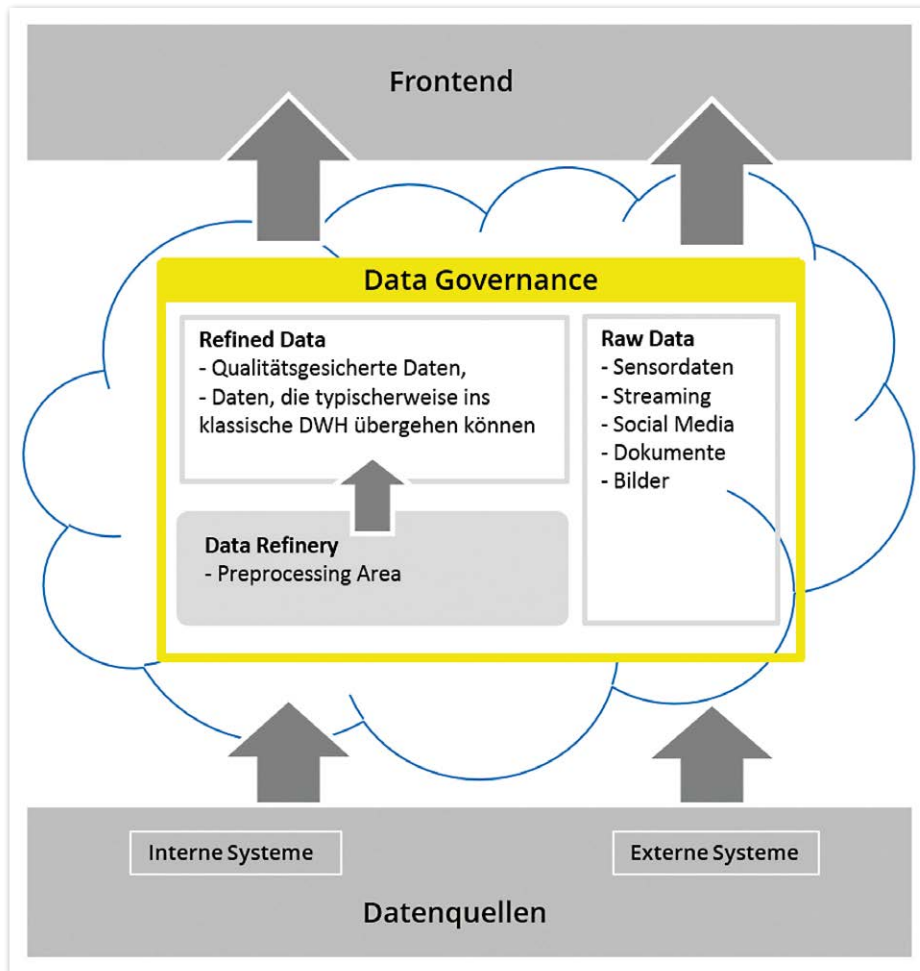 Frontend
Data Governance
Refined Data
- Qualitätsgesicherte Daten,
- Daten, die typischerweise ins
klassische DWH übergehen können
Data Refinery
- Preprocessing Area
Raw Data
- Sensordaten
- Streaming
- Social Media
- Dokumente
- Bilder
Interne Systeme
Externe Systeme
Datenquellen